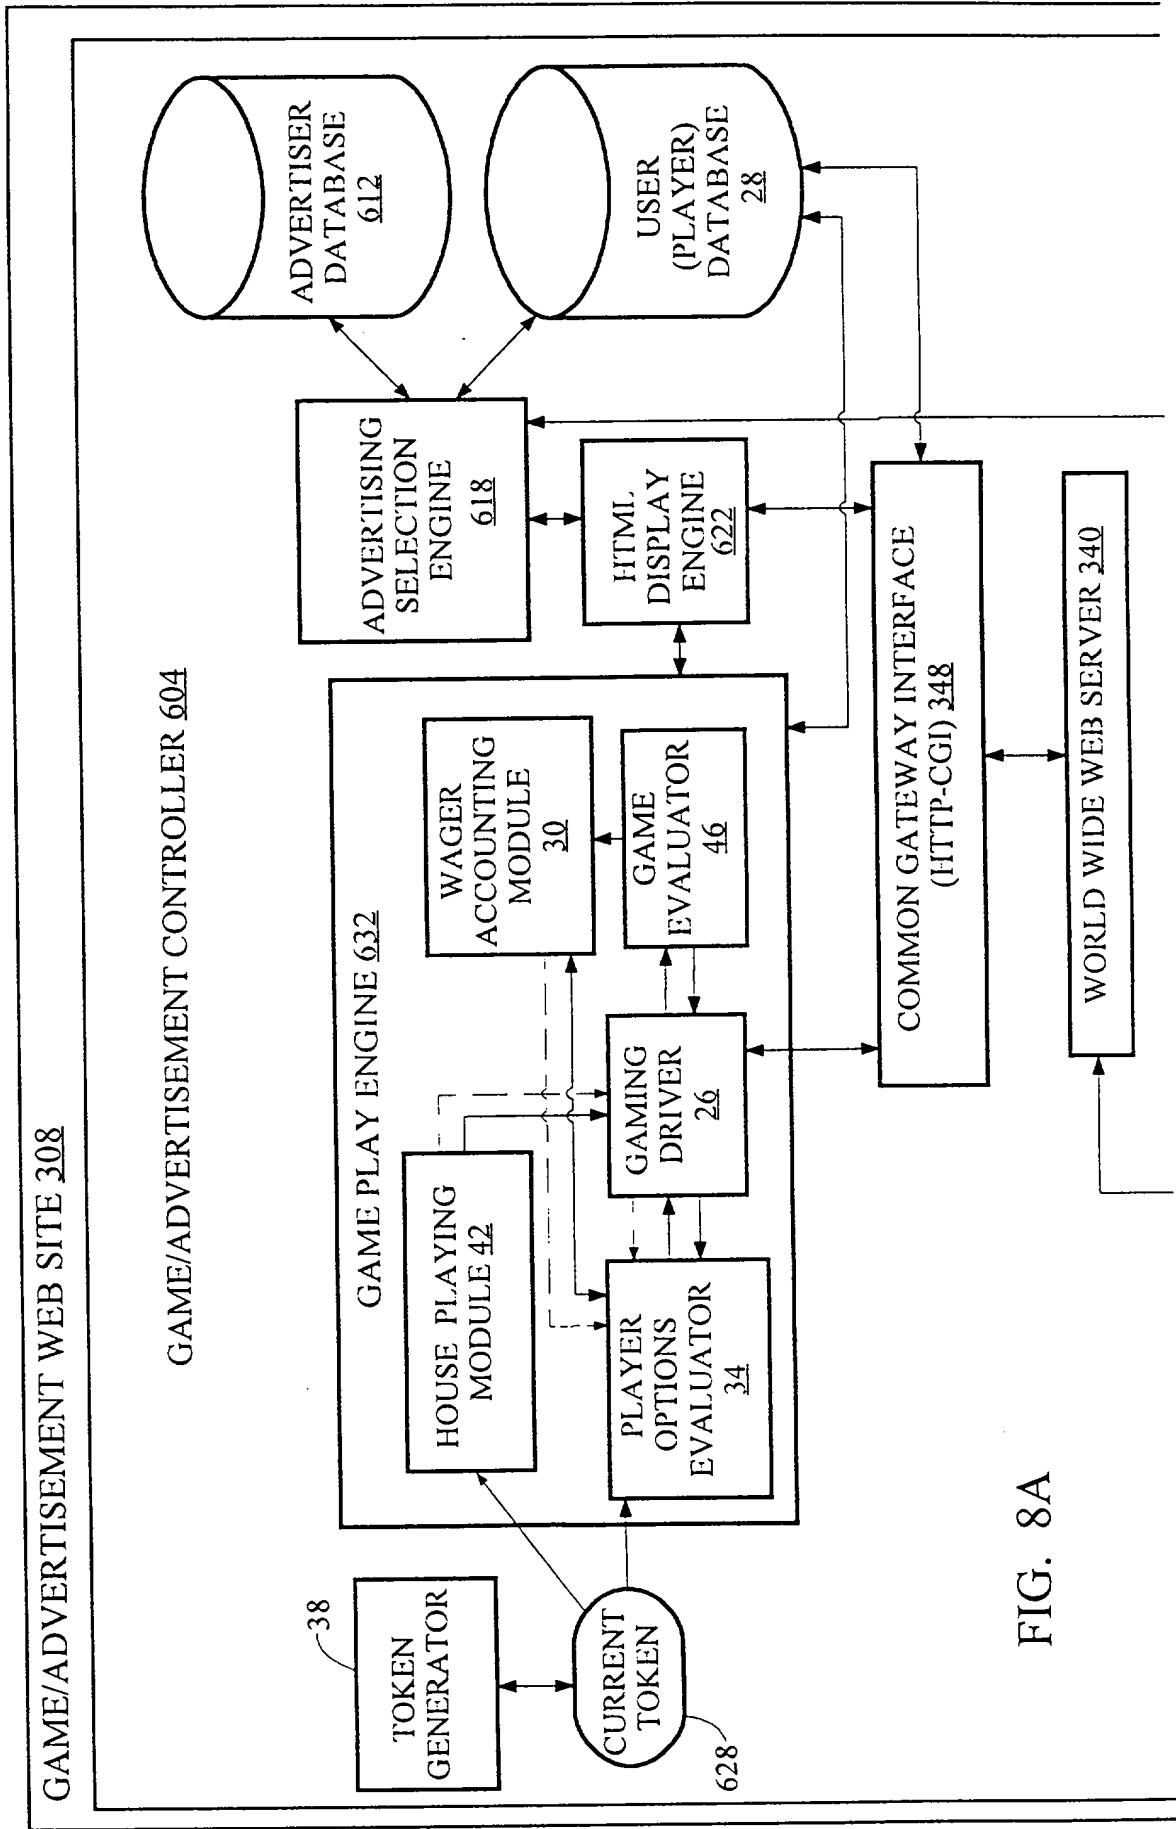 GAME/ADVERTISEMENT WEB SITE 308
GAME/ADVERTISEMENT CONTROLLER 604
TOKEN
GENERATOR
38
CURRENT
TOKEN
628
GAME PLAY ENGINE 632
HOUSE PLAYING
MODULE 42
WAGER
ACCOUNTING
MODULE
30
PLAYER
OPTIONS
EVALUATOR
34
GAMING
DRIVER
26
GAME
EVALUATOR
46
ADVERTISING
SELECTION
ENGINE
618
HTML
DISPLAY
ENGINE
622
ADVERTISER
DATABASE
612
USER
(PLAYER)
DATABASE
28
COMMON GATEWAY INTERFACE
(HTTP-CGI) 348
WORLD WIDE WEB SERVER 340
FIG. 8A